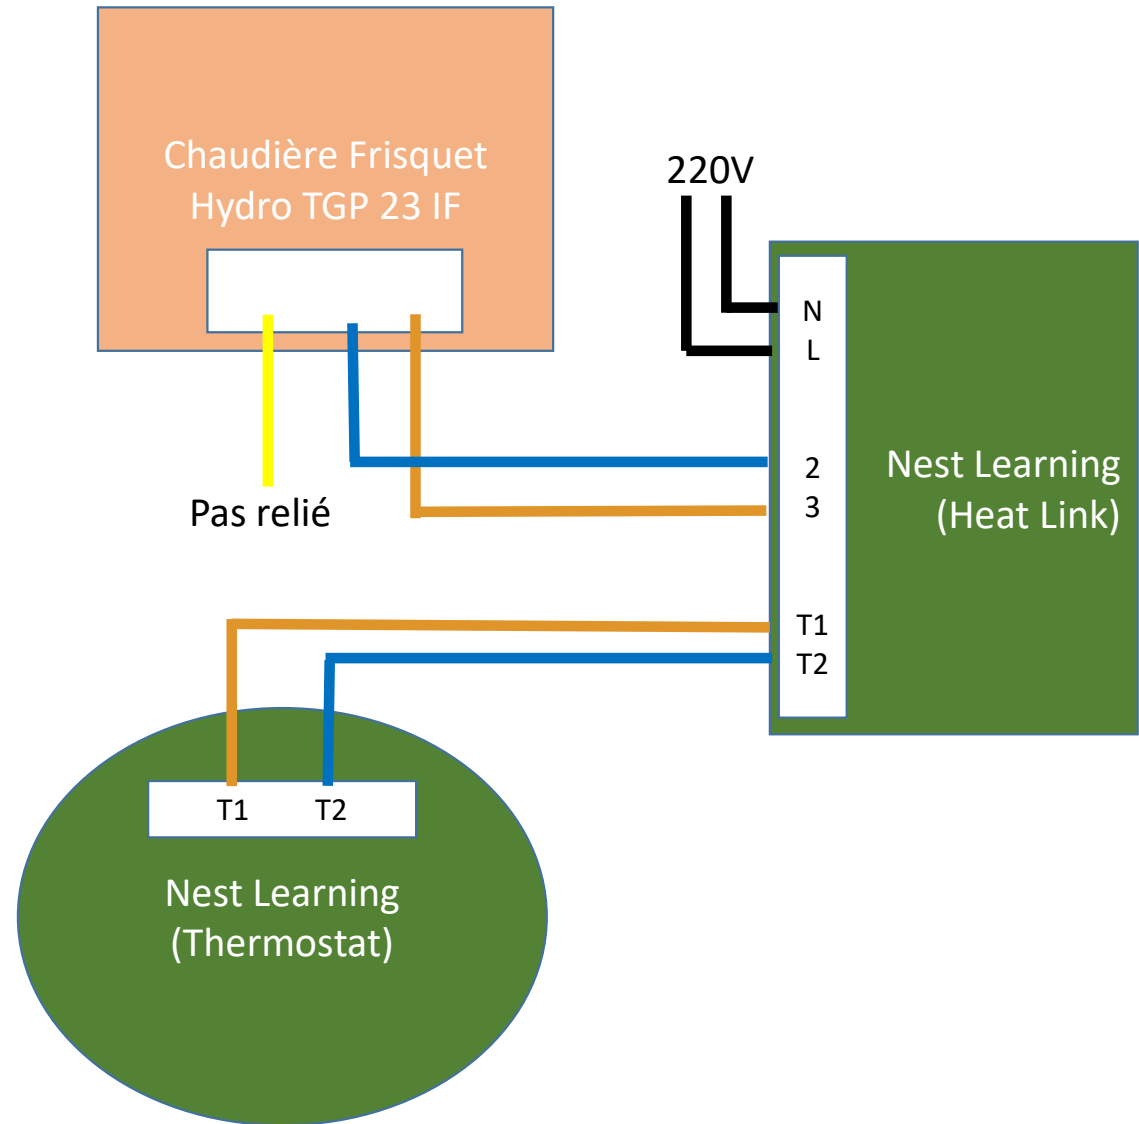 Chaudière Frisquet
Hydro TGP 23 IF
220V
N
L
2
3
Nest Learning
(Heat Link)
Pas relié
T1
T2
T1 T2
Nest Learning
(Thermostat)